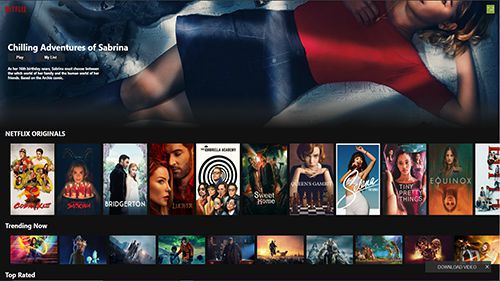 NETFLIX
Chilling Adventures of Sabrina
Play My List
As her 16th birthday nears, Sabrina must choose between
the witch world of her family and the human world of her
friends. Based on the Archie comic.
NETFLIX ORIGINALS
COBRA KAI
SABRINA
BRIDGERTON
LUCIFER
THE UMBRELLA ACADEMY
Sweet
Home
THE
QUEEN'S GAMBIT
Selena
TINY
PRETTY
THINGS
EQUINOX
Trending Now
DOWNLOAD VIDEO
Top Rated